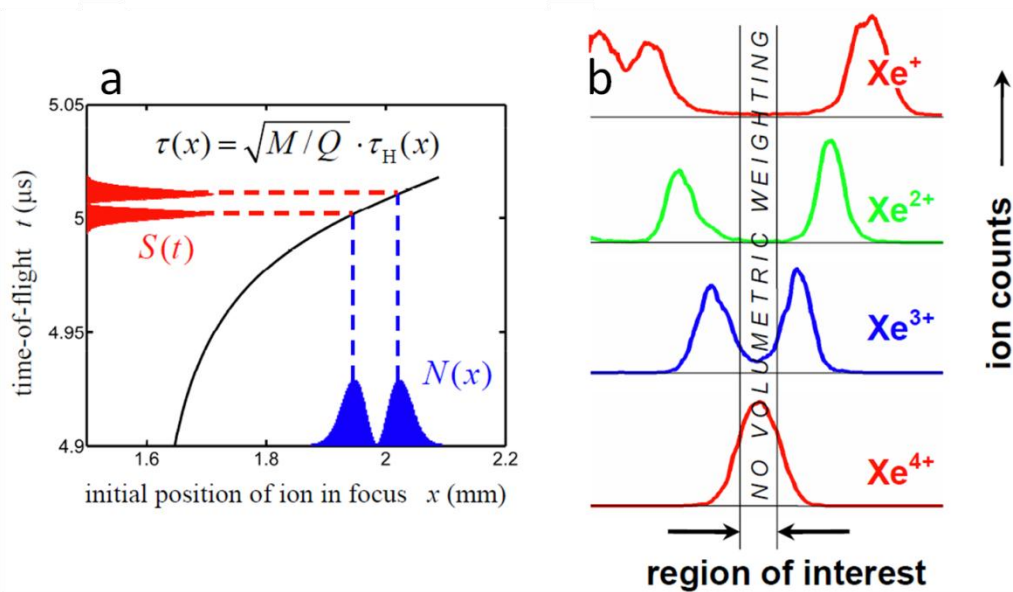 a
5.05
5
4.95
4.9
time-of-flight t (μs)
τ(x) = √M/Q · τH(x)
S(t)
N(x)
1.6
1.8
2
2.2
initial position of ion in focus x (mm)
b
NO VOLUMETRIC WEIGHTING
Xe+
Xe2+
Xe3+
Xe4+
ion counts
region of interest